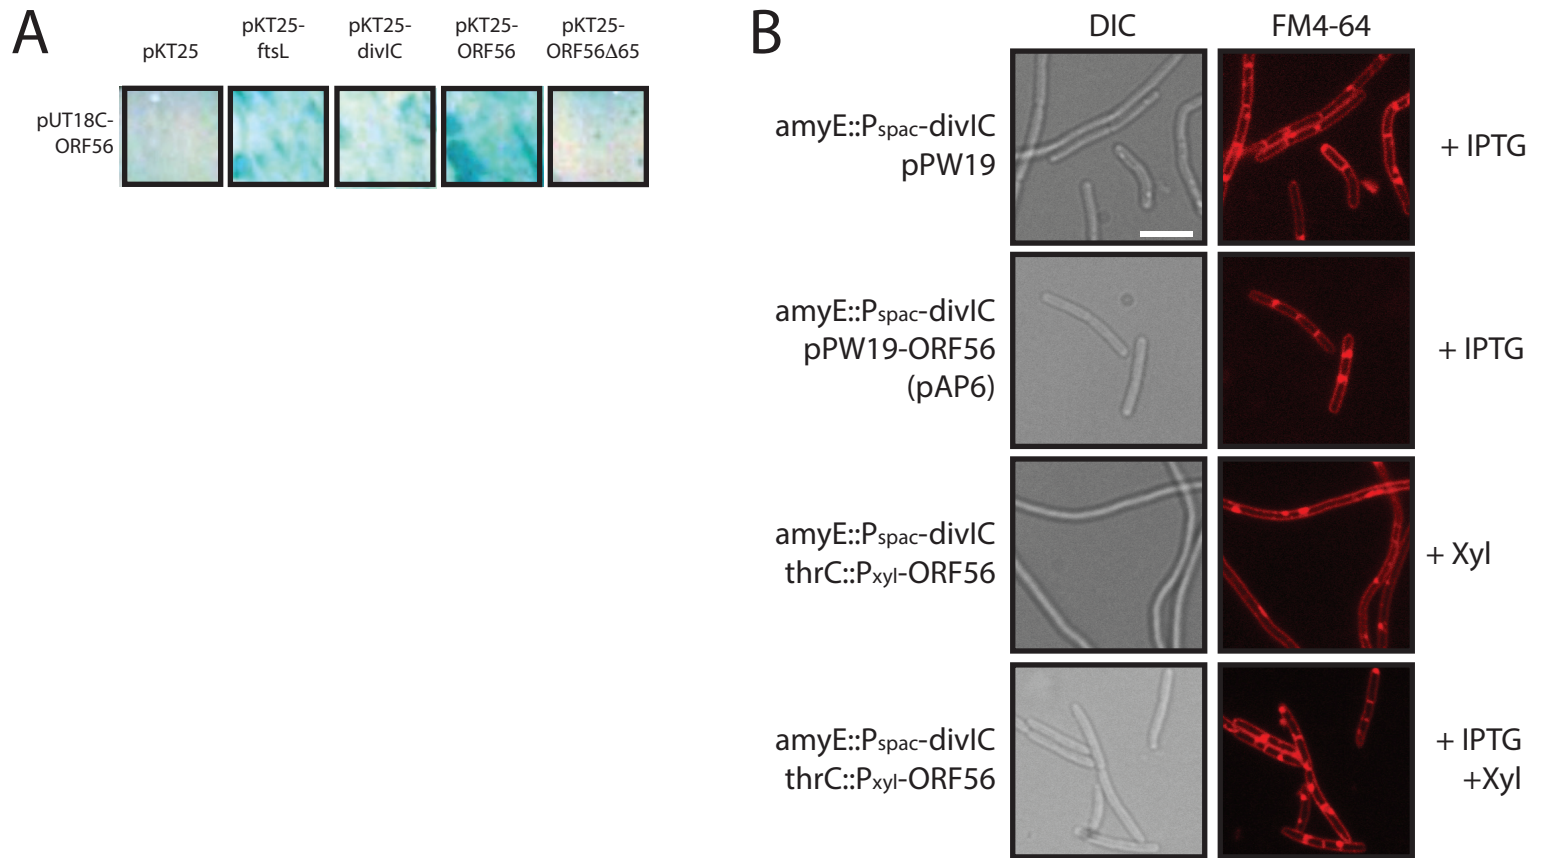 A
pKT25
pKT25-
ftsL
pKT25-
divIC
pKT25-
ORF56
pKT25-
ORF56Δ65
pUT18C-
ORF56
B
DIC
FM4-64
amyE::Pspac-divIC
pPW19
+ IPTG
amyE::Pspac-divIC
pPW19-ORF56
(pAP6)
+ IPTG
amyE::Pspac-divIC
thrC::Pxyl-ORF56
+ Xyl
amyE::Pspac-divIC
thrC::Pxyl-ORF56
+ IPTG
+Xyl